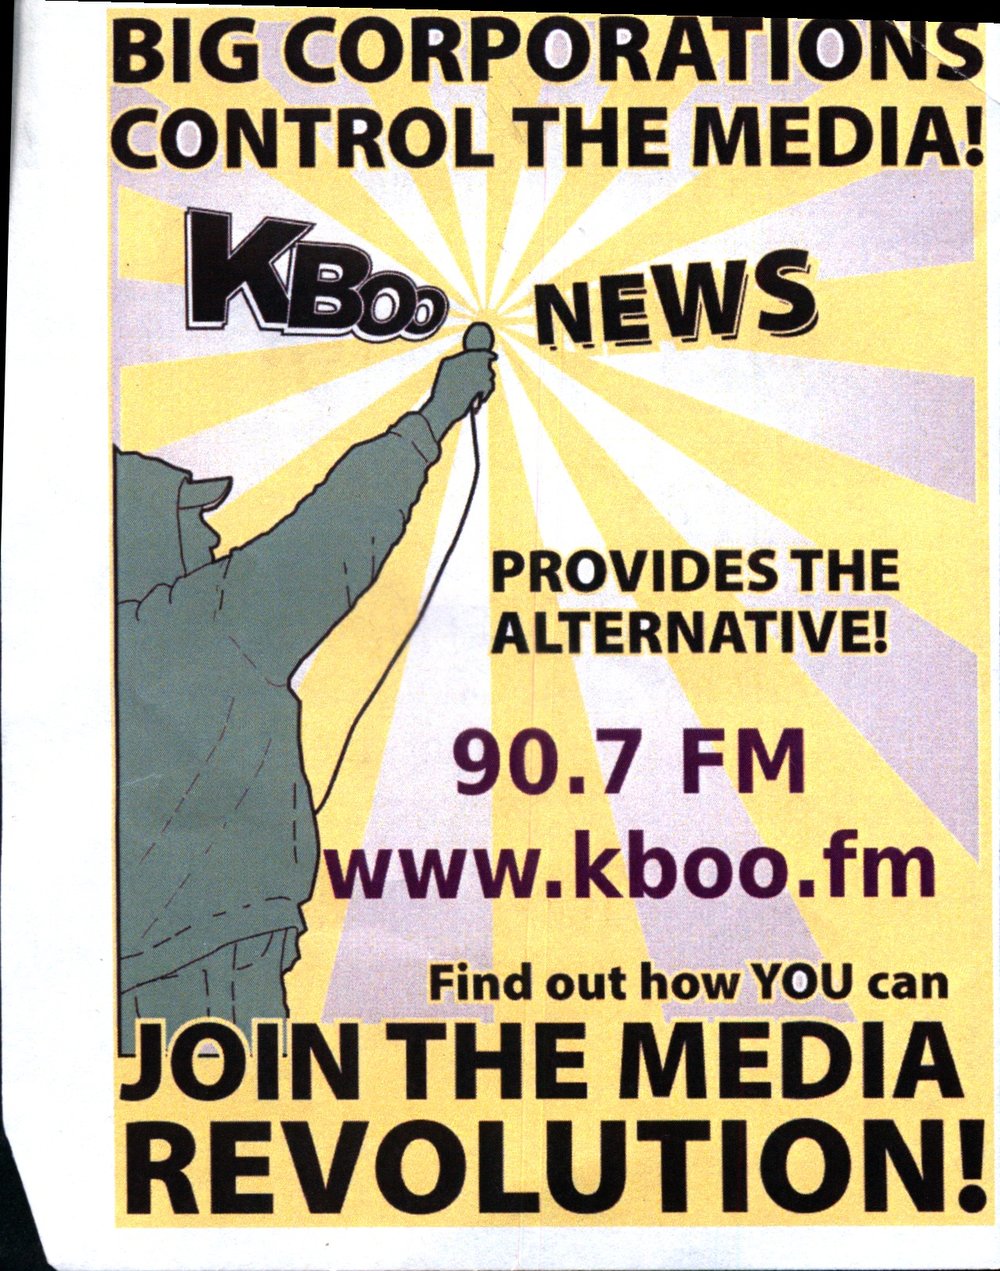 BIG CORPORATIONS
CONTROL THE MEDIA!
KBOO NEWS
PROVIDES THE
ALTERNATIVE!
90.7 FM
www.kboo.fm
Find out how YOU can
JOIN THE MEDIA
REVOLUTION!